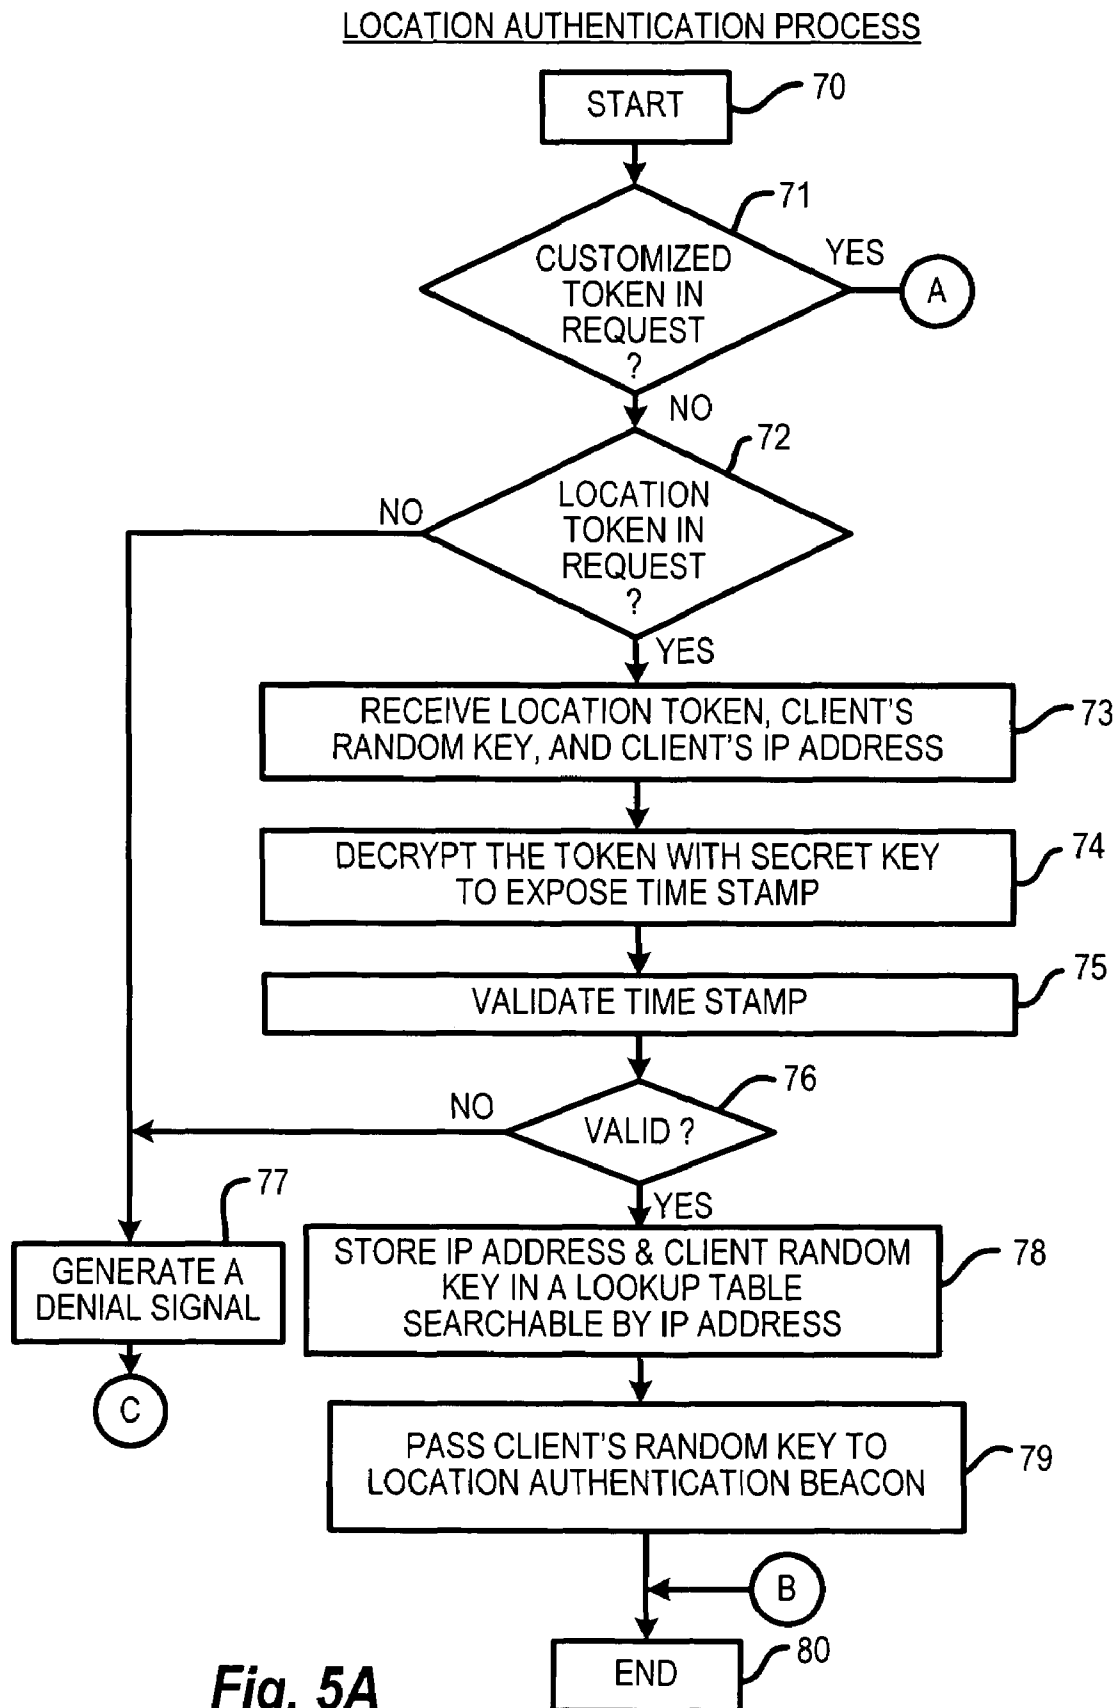 LOCATION AUTHENTICATION PROCESS
START
70
71
CUSTOMIZED
TOKEN IN
REQUEST
?
YES
A
NO
72
LOCATION
TOKEN IN
REQUEST
?
NO
YES
RECEIVE LOCATION TOKEN, CLIENT'S
RANDOM KEY, AND CLIENT'S IP ADDRESS
73
DECRYPT THE TOKEN WITH SECRET KEY
TO EXPOSE TIME STAMP
74
VALIDATE TIME STAMP
75
76
VALID ?
NO
YES
77
GENERATE A
DENIAL SIGNAL
C
STORE IP ADDRESS & CLIENT RANDOM
KEY IN A LOOKUP TABLE
SEARCHABLE BY IP ADDRESS
78
PASS CLIENT'S RANDOM KEY TO
LOCATION AUTHENTICATION BEACON
79
B
END
80
Fig. 5A